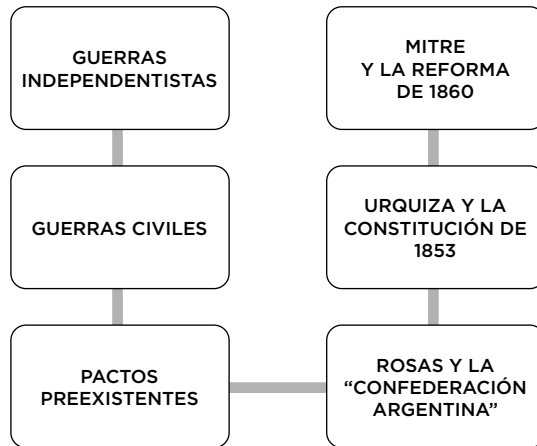 GUERRAS
INDEPENDENTISTAS
GUERRAS CIVILES
PACTOS
PREEXISTENTES
ROSAS Y LA
“CONFEDERACIÓN
ARGENTINA”
URQUIZA Y LA
CONSTITUCIÓN DE
1853
MITRE
Y LA REFORMA
DE 1860